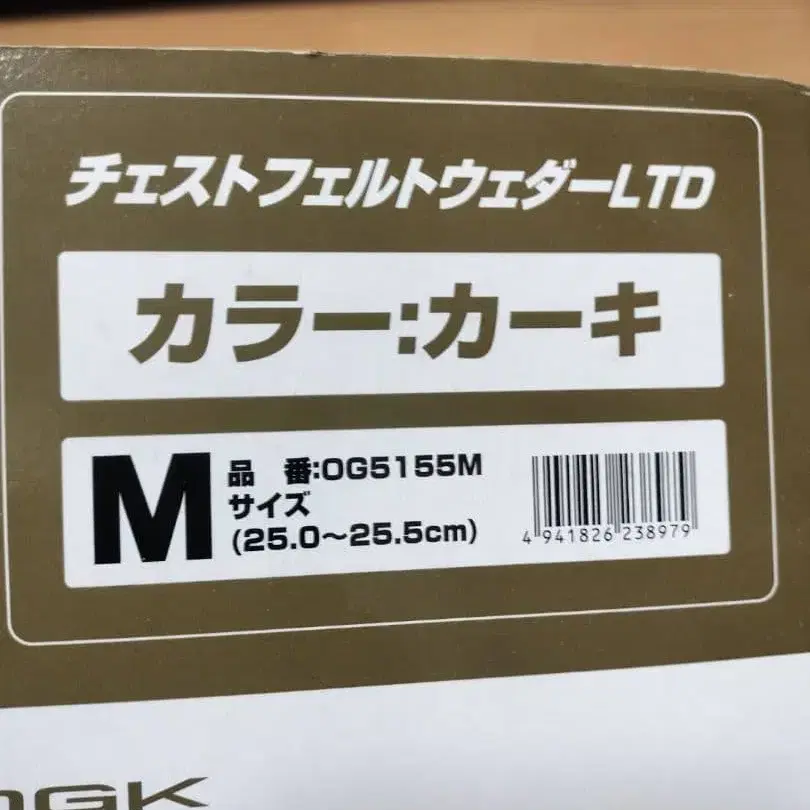 チェストフェルトウェダーLTD
カラー:カーキ
M
品 番:OG5155M
サイズ
(25.0～25.5cm)
4 941826 238979
OGK